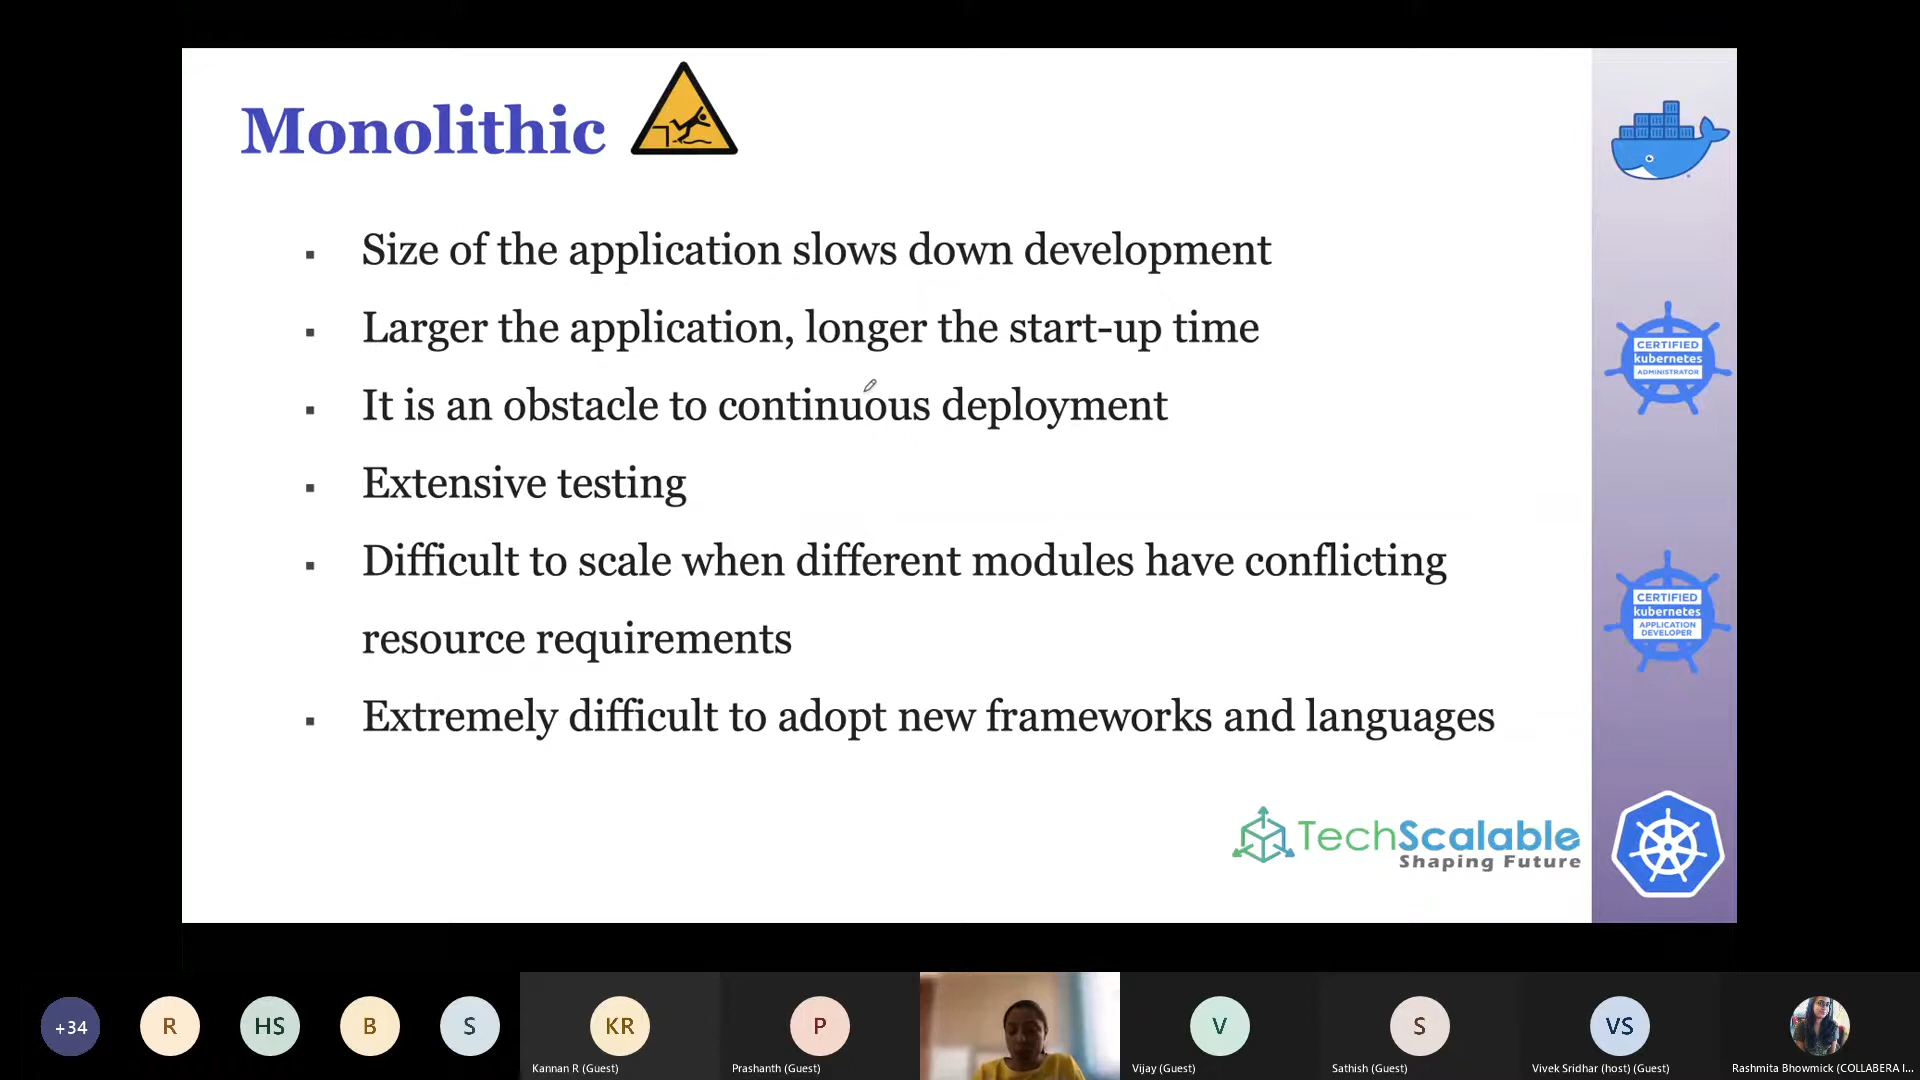 Monolithic
Size of the application slows down development
Larger the application, longer the start-up time
It is an obstacle to continuous deployment
Extensive testing
Difficult to scale when different modules have conflicting
resource requirements
Extremely difficult to adopt new frameworks and languages
CERTIFIED
kubernetes
ADMINISTRATOR
CERTIFIED
kubernetes
APPLICATION
DEVELOPER
TechScalable
Shaping Future
+34
R
HS
B
S
KR
P
V
S
VS
Kannan R (Guest)
Prashanth (Guest)
Vijay (Guest)
Sathish (Guest)
Vivek Sridhar (host) (Guest)
Rashmita Bhowmick (COLLABERA I...